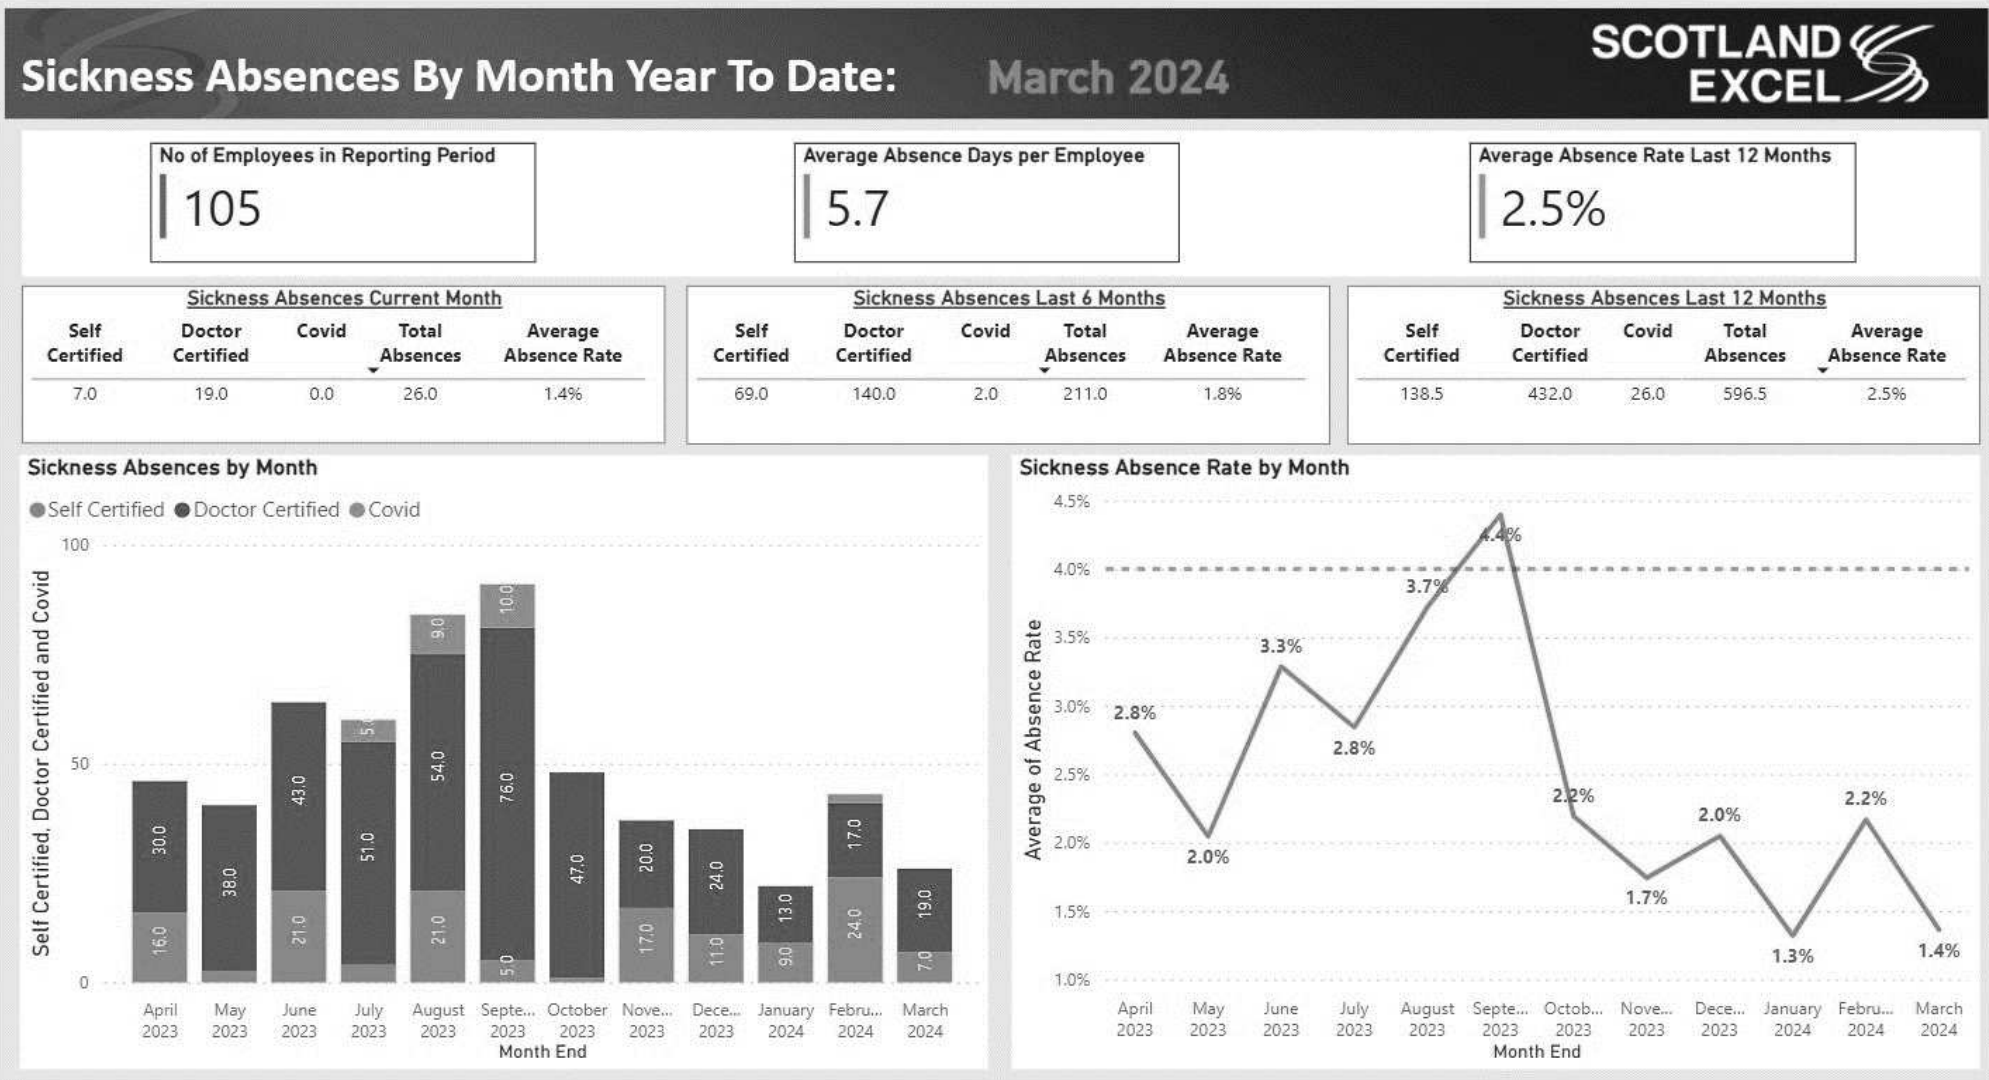 Sickness Absences By Month Year To Date: March 2024
SCOTLAND
EXCEL
No of Employees in Reporting Period
105
Average Absence Days per Employee
5.7
Average Absence Rate Last 12 Months
2.5%
Sickness Absences Current Month
Self Doctor Covid Total Average
Certified Certified Absences Absence Rate
7.0 19.0 0.0 26.0 1.4%
Sickness Absences Last 6 Months
Self Doctor Covid Total Average
Certified Certified Absences Absence Rate
69.0 140.0 2.0 211.0 1.8%
Sickness Absences Last 12 Months
Self Doctor Covid Total Average
Certified Certified Absences Absence Rate
138.5 432.0 26.0 596.5 2.5%
Sickness Absences by Month
Self Certified Doctor Certified Covid
Self Certified, Doctor Certified and Covid
100
50
0
16.0 30.0
38.0
21.0 43.0
51.0
21.0 54.0 9.0
5.0 76.0 10.0
47.0
17.0 20.0
11.0 24.0
9.0 13.0
24.0 17.0
7.0 19.0
April May June July August Septe... October Nove... Dece... January Febru... March
2023 2023 2023 2023 2023 2023 2023 2023 2023 2024 2024 2024
Month End
Sickness Absence Rate by Month
Average of Absence Rate
4.5%
4.0%
3.5%
3.0%
2.5%
2.0%
1.5%
1.0%
2.8%
2.0%
3.3%
2.8%
3.7%
4.4%
2.2%
1.7%
2.0%
1.3%
2.2%
1.4%
April May June July August Septe... Octob... Nove... Dece... January Febru... March
2023 2023 2023 2023 2023 2023 2023 2023 2023 2024 2024 2024
Month End